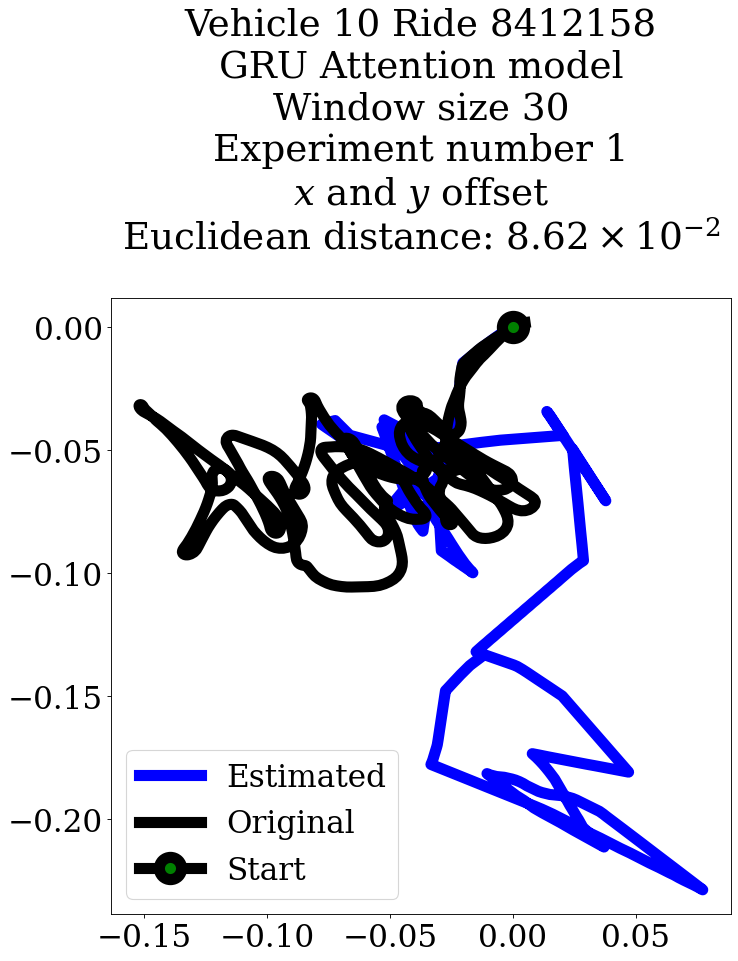 Vehicle 10 Ride 8412158
GRU Attention model
Window size 30
Experiment number 1
x and y offset
Euclidean distance: 8.62 × 10⁻²
0.00
−0.05
−0.10
−0.15
−0.20
Estimated
Original
Start
−0.15 −0.10 −0.05 0.00 0.05